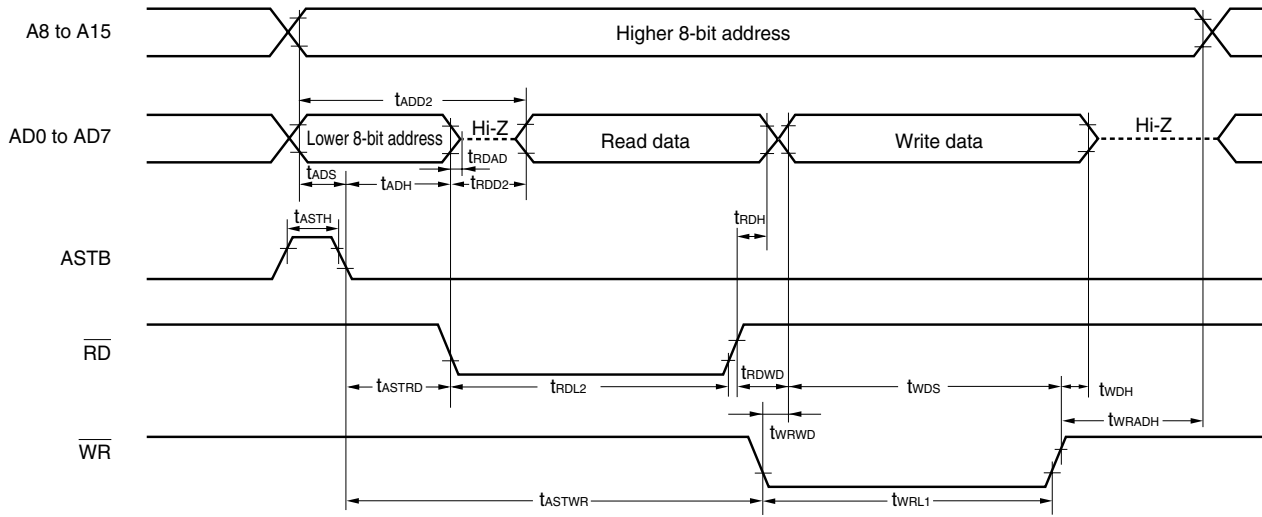 A8 to A15
Higher 8-bit address
tADD2
AD0 to AD7
Lower 8-bit address
Hi-Z
Read data
Write data
Hi-Z
tRDAD
tADS
tADH
tRDD2
tASTH
tRDH
ASTB
RD
tASTRD
tRDL2
tRDWD
tWDS
tWDH
tWRADH
tWRWD
WR
tASTWR
tWRL1